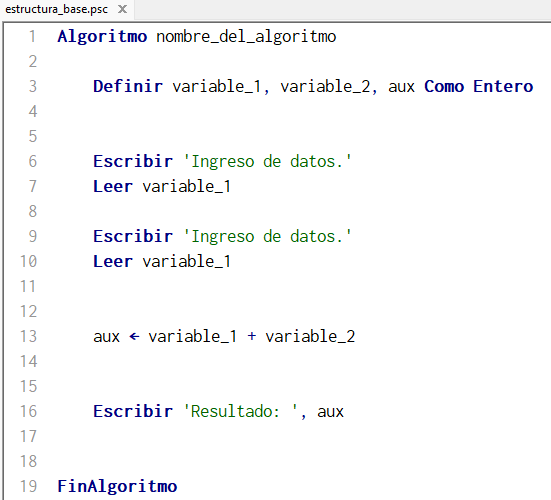 estructura_base.psc X
1 Algoritmo nombre_del_algoritmo
2
3 Definir variable_1, variable_2, aux Como Entero
4
5
6 Escribir 'Ingreso de datos.'
7 Leer variable_1
8
9 Escribir 'Ingreso de datos.'
10 Leer variable_1
11
12
13 aux ← variable_1 + variable_2
14
15
16 Escribir 'Resultado: ', aux
17
18
19 FinAlgoritmo